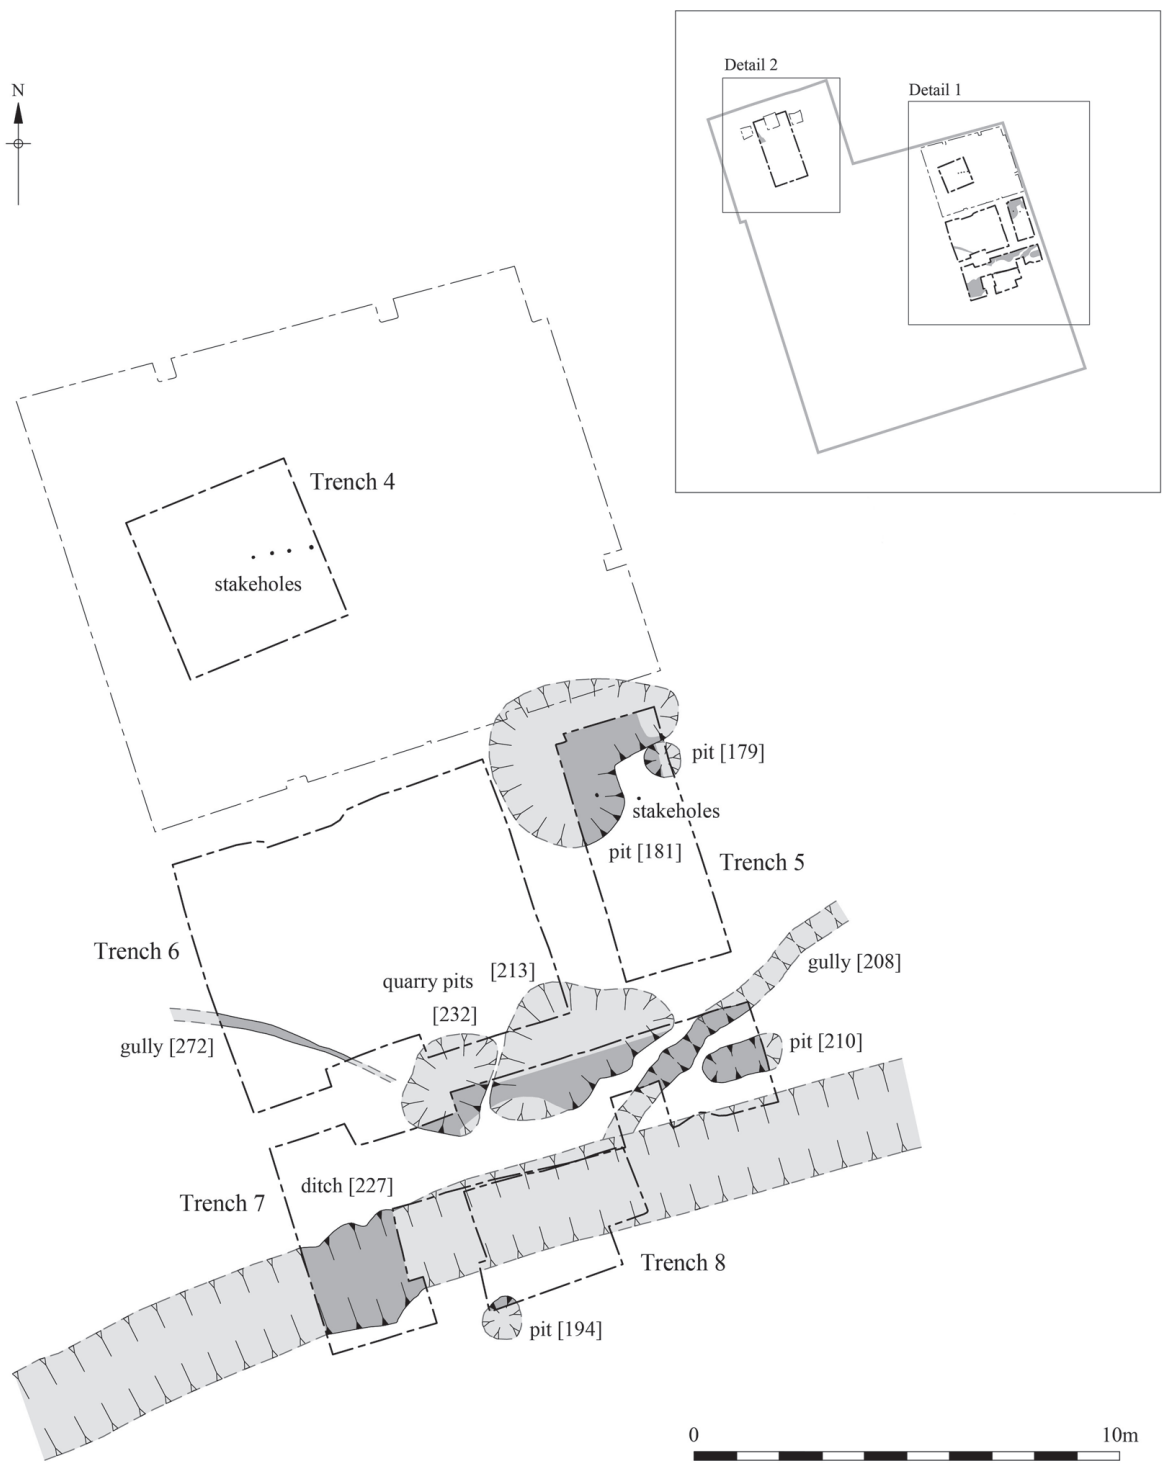 Detail 2
N
Detail 1
Trench 4
stakeholes
pit [179]
stakeholes
pit [181]
Trench 5
Trench 6
quarry pits
[213]
gully [208]
[232]
gully [272]
pit [210]
ditch [227]
Trench 7
Trench 8
pit [194]
0
10m